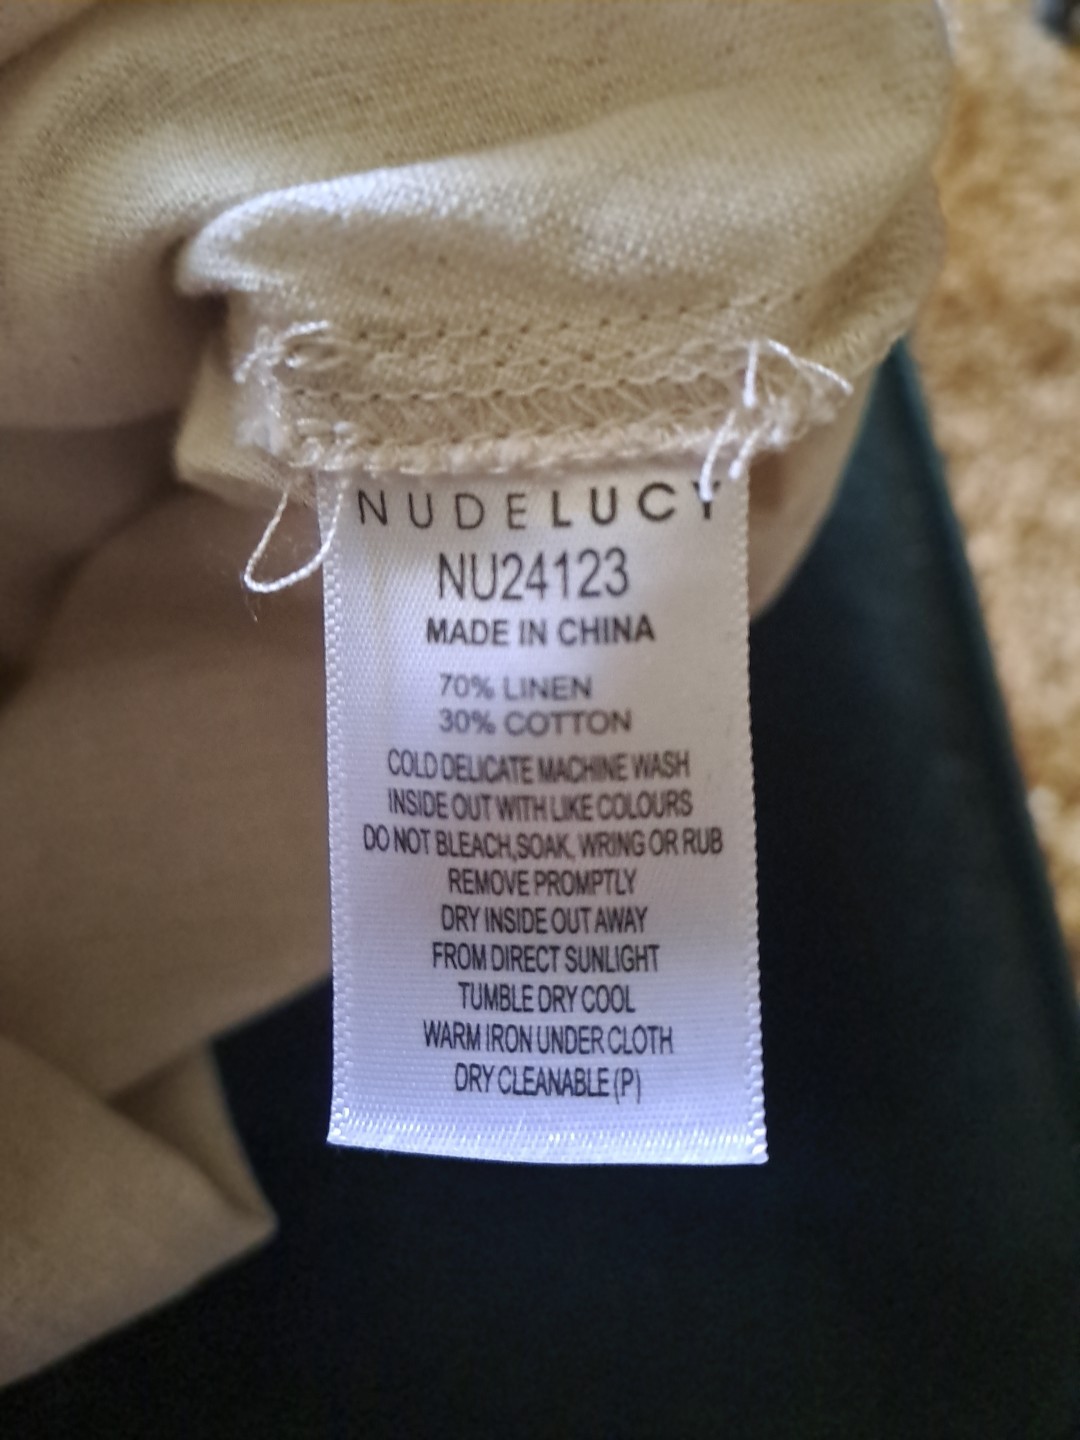 NUDELUCY
NU24123
MADE IN CHINA
70% LINEN
30% COTTON
COLD DELICATE MACHINE WASH
INSIDE OUT WITH LIKE COLOURS
DO NOT BLEACH,SOAK, WRING OR RUB
REMOVE PROMPTLY
DRY INSIDE OUT AWAY
FROM DIRECT SUNLIGHT
TUMBLE DRY COOL
WARM IRON UNDER CLOTH
DRY CLEANABLE (P)